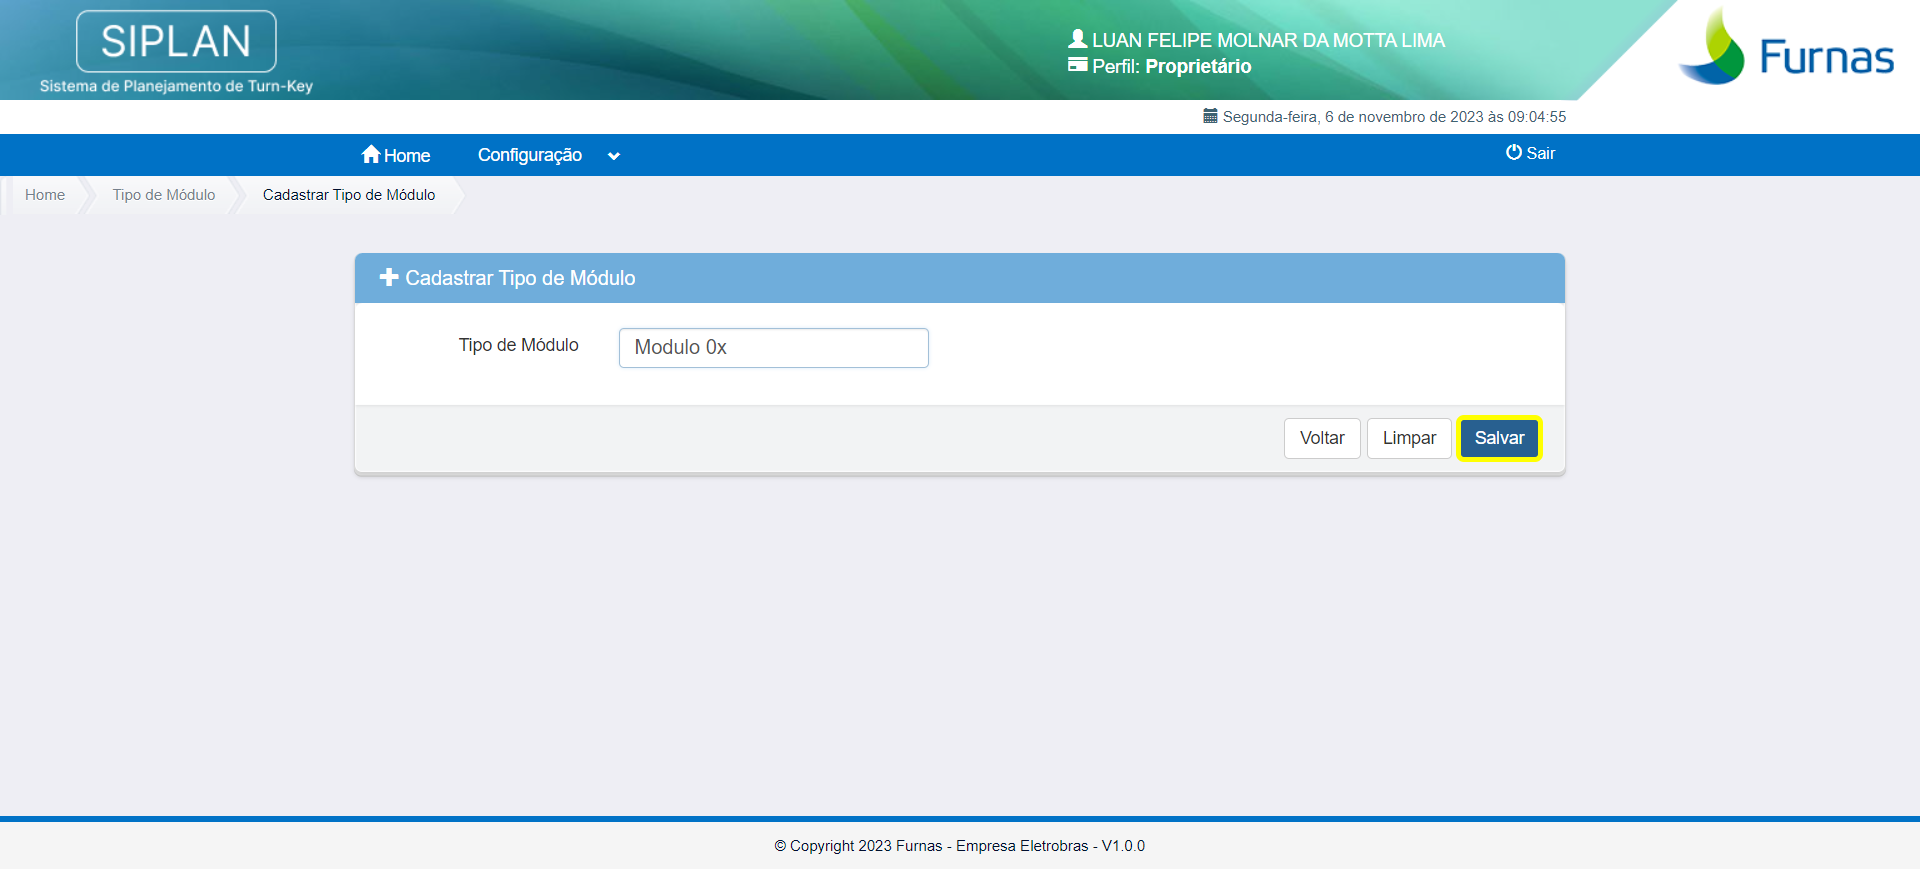 SIPLAN
Sistema de Planejamento de Turn-Key
LUAN FELIPE MOLNAR DA MOTTA LIMA
Perfil: Proprietário
Furnas
Segunda-feira, 6 de novembro de 2023 às 09:04:55
Home Configuração Sair
Home Tipo de Módulo Cadastrar Tipo de Módulo
Cadastrar Tipo de Módulo
Tipo de Módulo Modulo 0x
Voltar Limpar Salvar
© Copyright 2023 Furnas - Empresa Eletrobras - V1.0.0